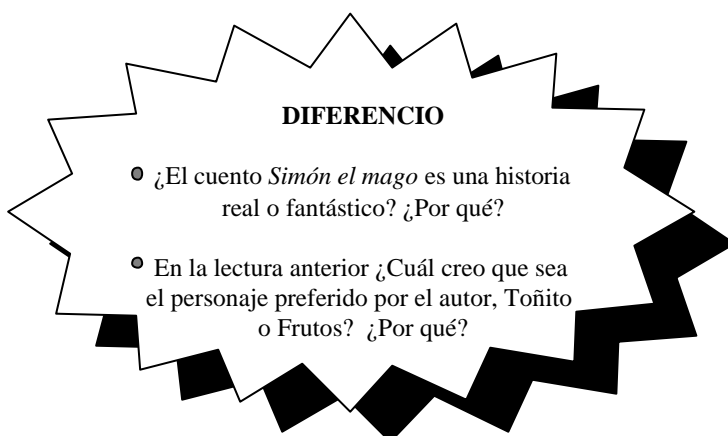 DIFERENCIO
¿El cuento Simón el mago es una historia
real o fantástico? ¿Por qué?
En la lectura anterior ¿Cuál creo que sea
el personaje preferido por el autor, Toñito
o Frutos?  ¿Por qué?